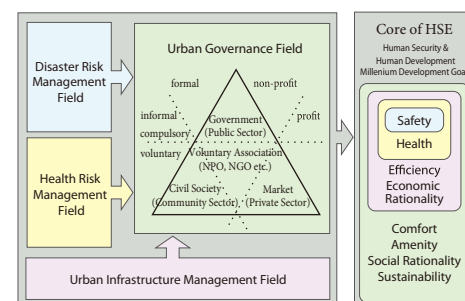 Disaster Risk
Management
Field
Health Risk
Management
Field
Urban Infrastructure Management Field
Urban Governance Field
formal
non-profit
informal
profit
compulsory
voluntary
Government
(Public Sector)
Voluntary Association
(NPO, NGO etc.)
Civil Society
(Community Sector)
Market
(Private Sector)
Core of HSE
Human Security &
Human Development
Millenium Development Goa
Safety
Health
Efficiency
Economic
Rationality
Comfort
Amenity
Social Rationality
Sustainability